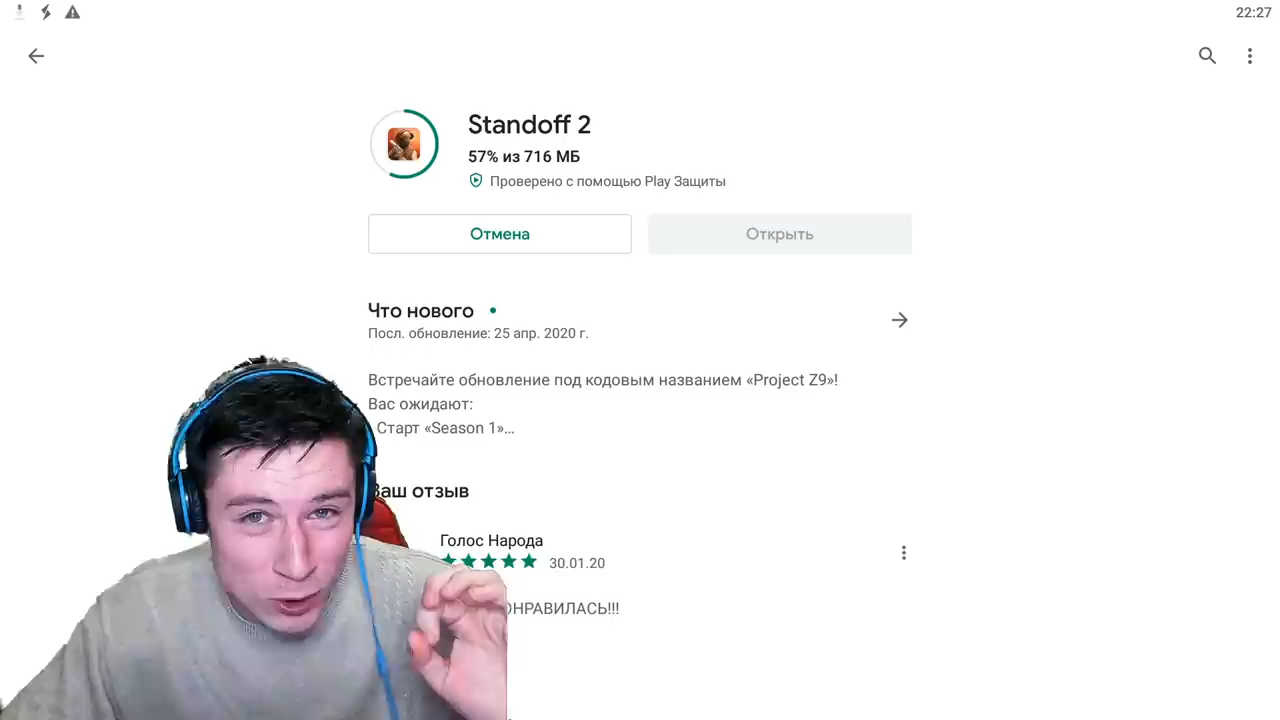 22:27
Standoff 2
57% из 716 МБ
Проверено с помощью Play Защиты
Отмена
Открыть
Что нового
Посл. обновление: 25 апр. 2020 г.
Встречайте обновление под кодовым названием «Project Z9»!
Вас ожидают:
Старт «Season 1»...
Ваш отзыв
Голос Народа
30.01.20